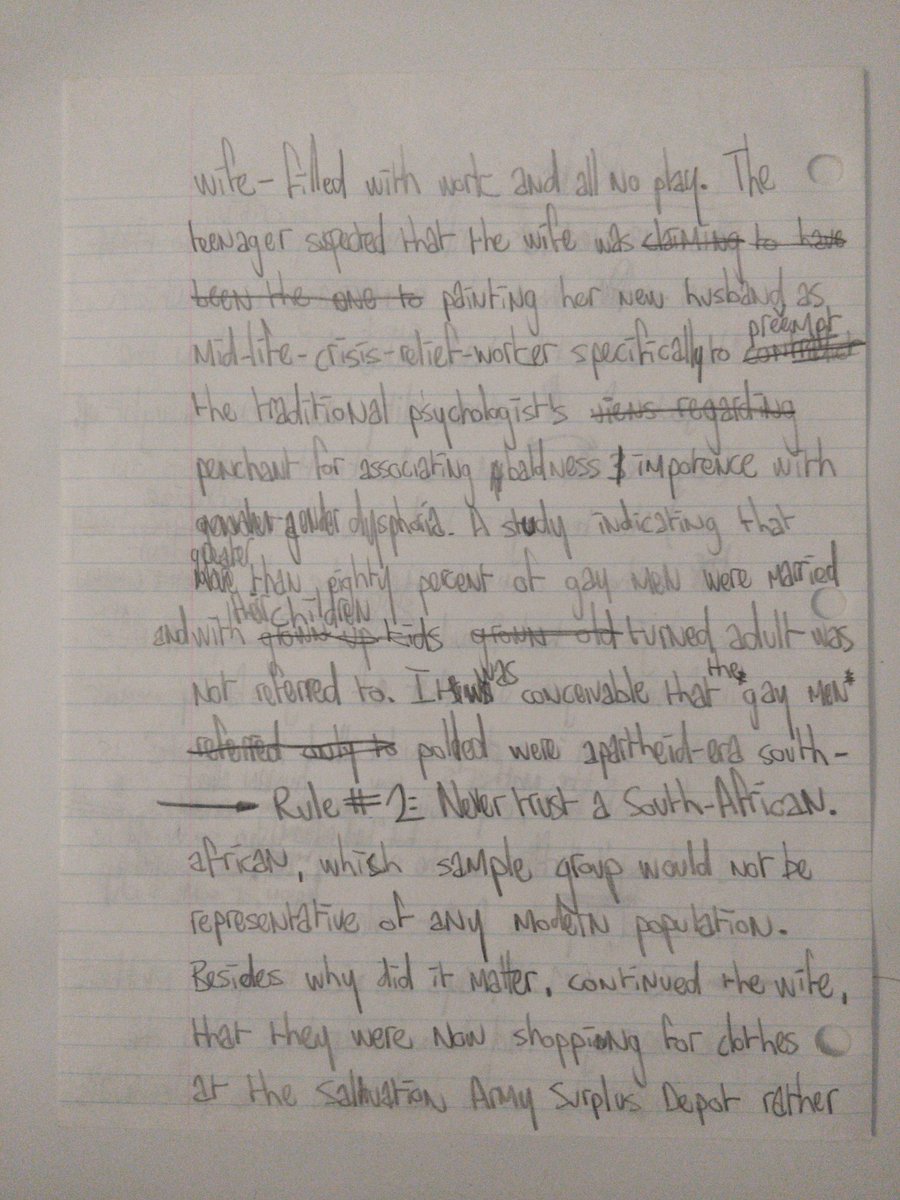 wife - filled with work and all no play. The
teenager suspected that the wife was claiming to have
been the one to painting her new husband as
mid-life-crisis-relief-worker specifically to preempt
the traditional psychologist's views regarding
penchant for associating baldness & impotence with
gender dysphoria. A study indicating that
greater
than eighty percent of gay men were married
their children
and with grown up kids grown old turned adult was
not referred to. It was conceivable that the "gay men"
referred only to polled were apartheid-era south-
→ Rule #2: Never trust a South-African.
african, which sample group would not be
representative of any modern population.
Besides why did it matter, continued the wife,
that they were now shopping for clothes
at the Salvation Army Surplus Depot rather